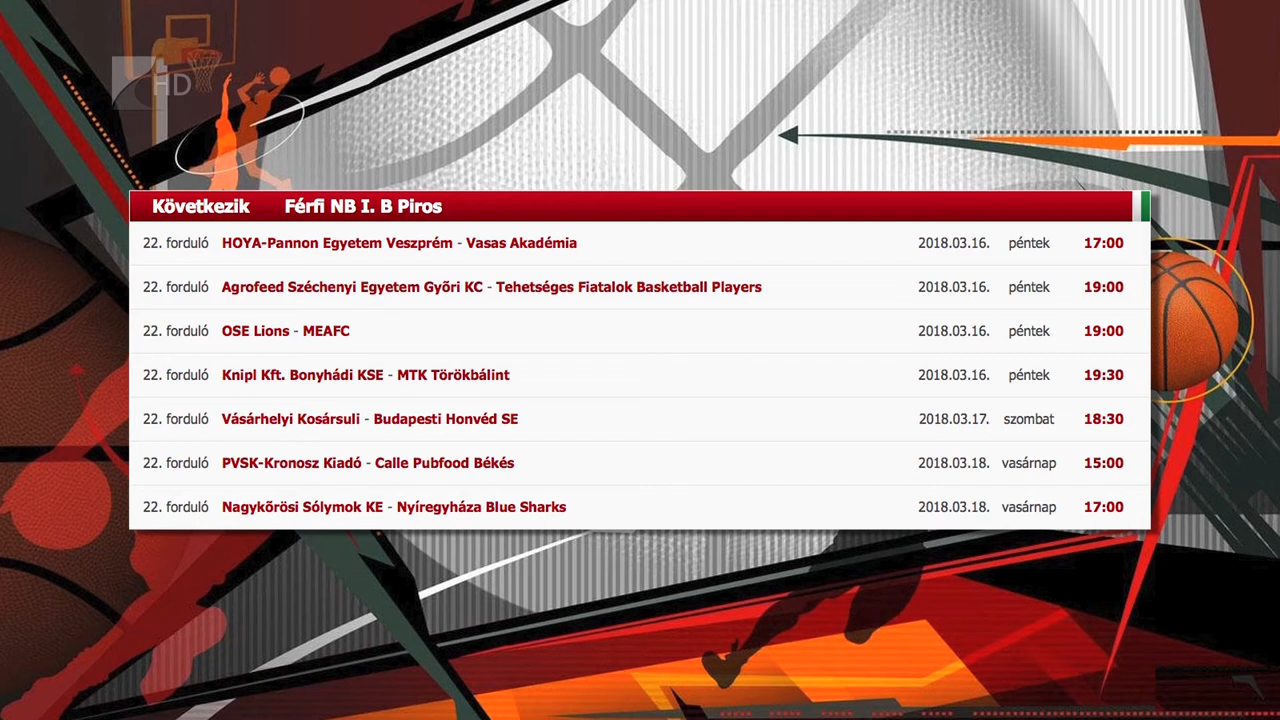 HD
Következik Férfi NB I. B Piros
22. forduló HOYA-Pannon Egyetem Veszprém - Vasas Akadémia 2018.03.16. péntek 17:00
22. forduló Agrofeed Széchenyi Egyetem Gyõri KC - Tehetséges Fiatalok Basketball Players 2018.03.16. péntek 19:00
22. forduló OSE Lions - MEAFC 2018.03.16. péntek 19:00
22. forduló Knipl Kft. Bonyhádi KSE - MTK Törökbálint 2018.03.16. péntek 19:30
22. forduló Vásárhelyi Kosársuli - Budapesti Honvéd SE 2018.03.17. szombat 18:30
22. forduló PVSK-Kronosz Kiadó - Calle Pubfood Békés 2018.03.18. vasárnap 15:00
22. forduló Nagykõrösi Sólymok KE - Nyíregyháza Blue Sharks 2018.03.18. vasárnap 17:00